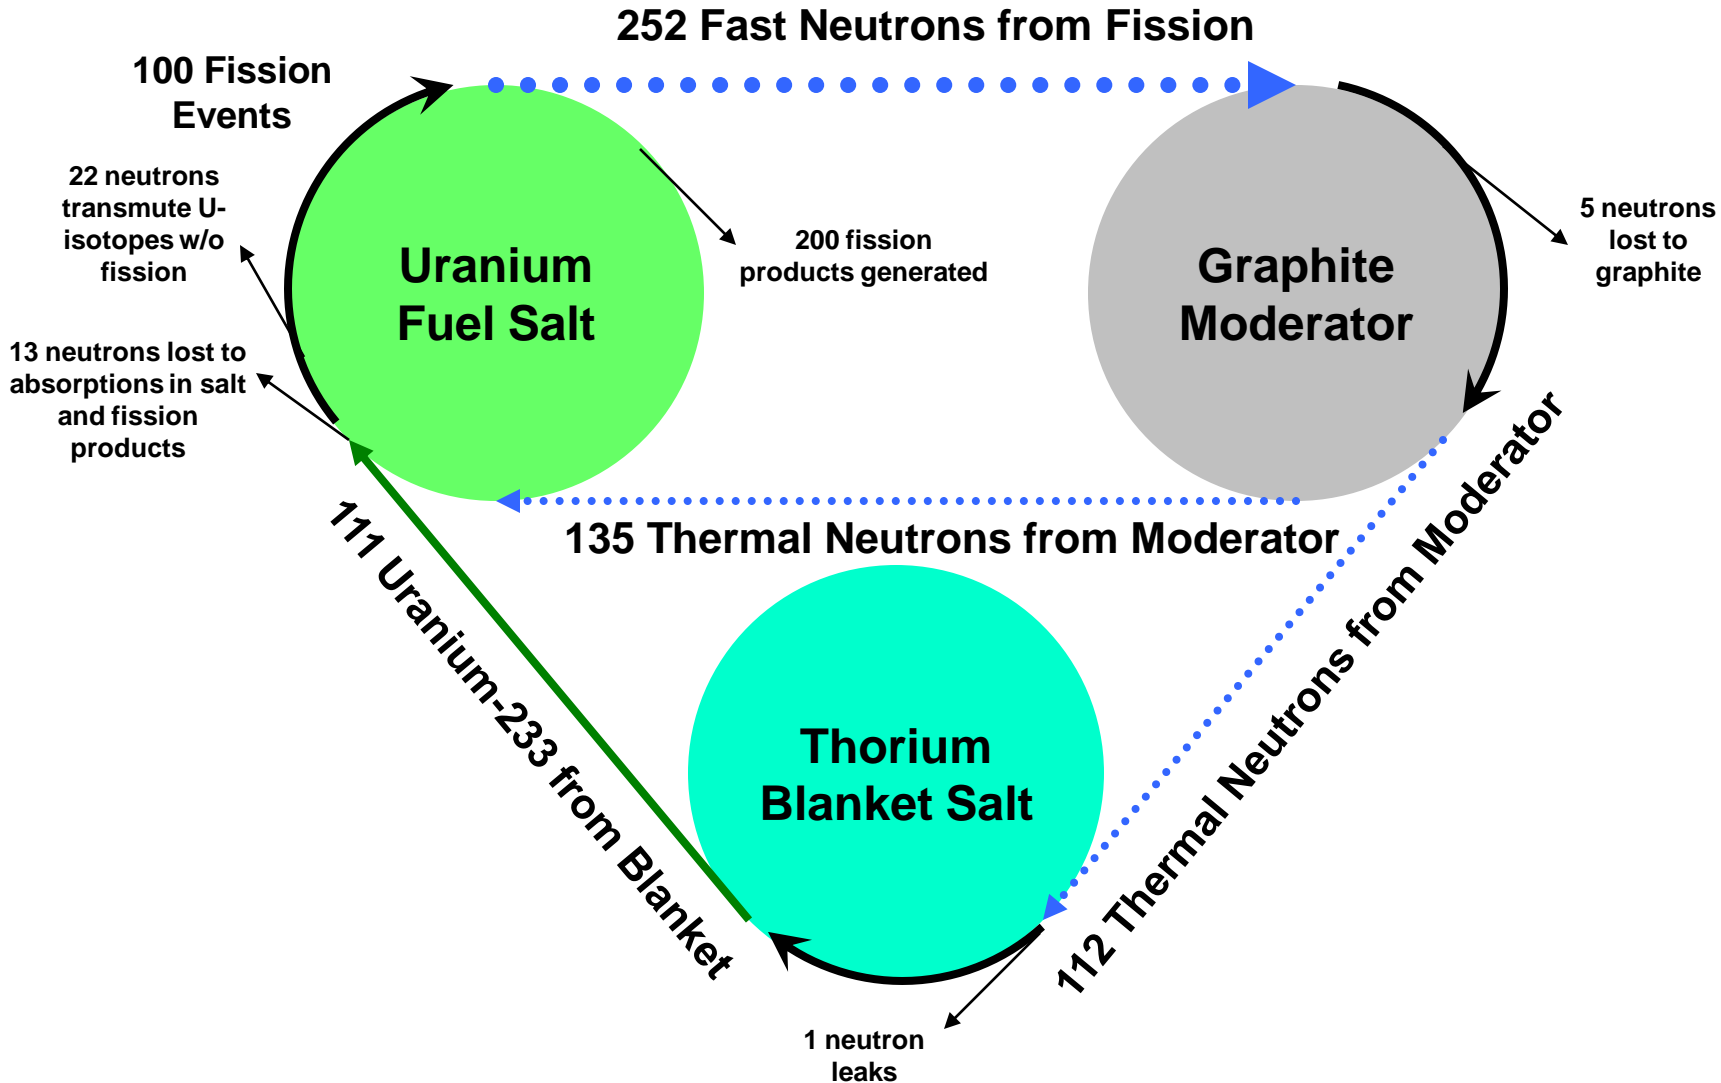 252 Fast Neutrons from Fission
100 Fission
Events
22 neutrons
transmute U-
isotopes w/o
fission
13 neutrons lost to
absorptions in salt
and fission
products
Uranium
Fuel Salt
200 fission
products generated
Graphite
Moderator
5 neutrons
lost to
graphite
135 Thermal Neutrons from Moderator
112 Thermal Neutrons from Moderator
111 Uranium-233 from Blanket
Thorium
Blanket Salt
1 neutron
leaks